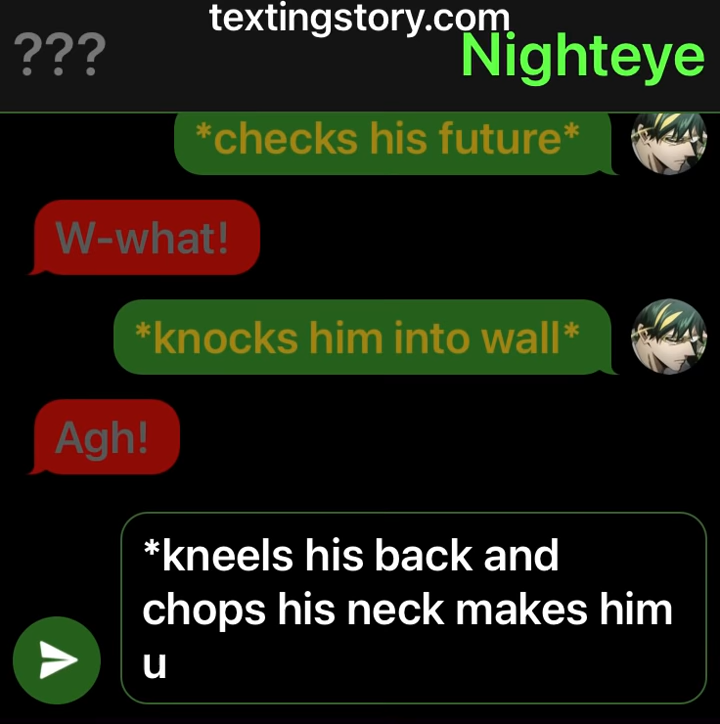 textingstory.com
??? Nighteye
*checks his future*
W-what!
*knocks him into wall*
Agh!
*kneels his back and
chops his neck makes him
u